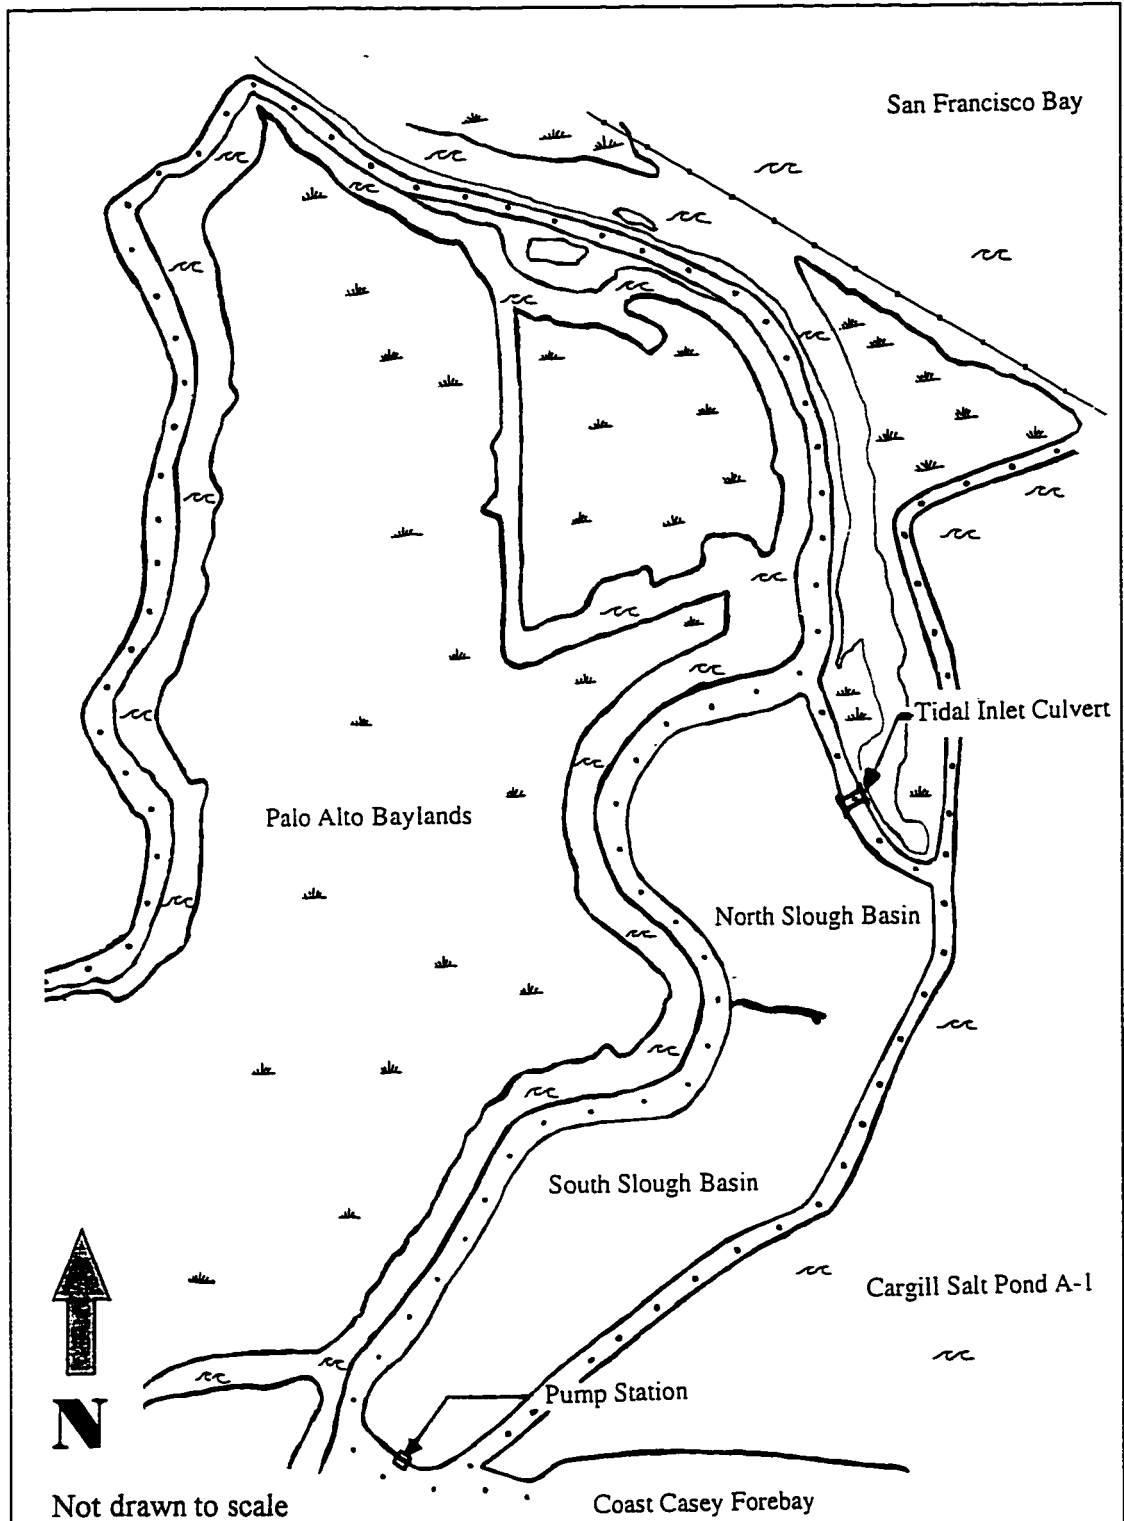 San Francisco Bay
Tidal Inlet Culvert
Palo Alto Baylands
North Slough Basin
South Slough Basin
Cargill Salt Pond A-1
Pump Station
N
Not drawn to scale
Coast Casey Forebay